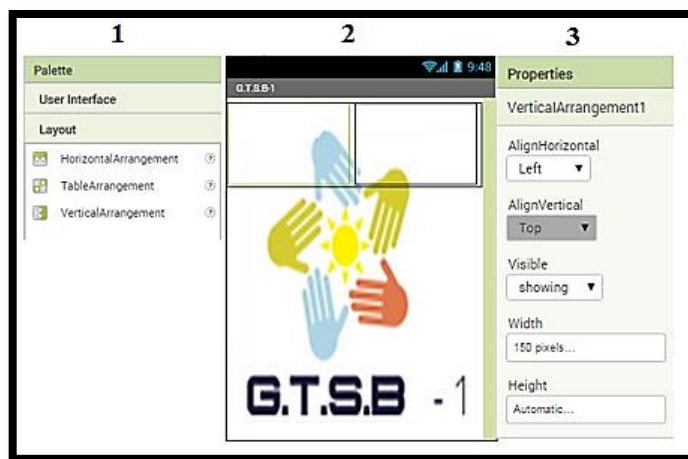 1
Palette
User Interface
Layout
HorizontalArrangement
TableArrangement
VerticalArrangement
2
9:48
G.T.S.B-1
G.T.S.B - 1
3
Properties
VerticalArrangement1
AlignHorizontal
Left
AlignVertical
Top
Visible
showing
Width
150 pixels...
Height
Automatic...